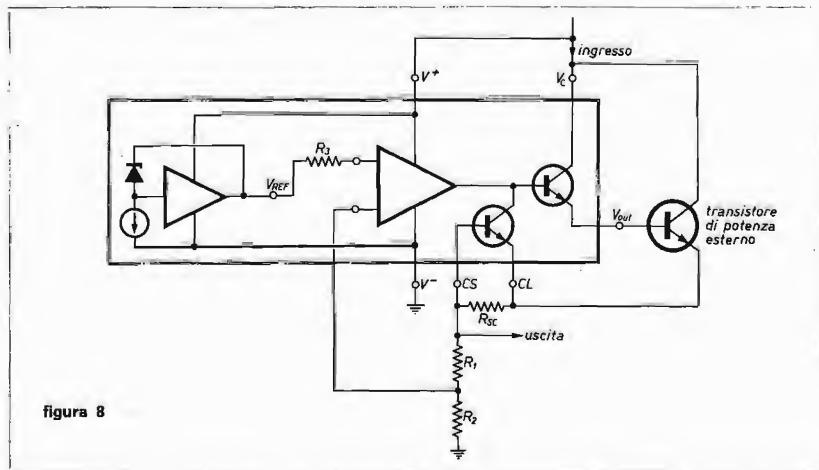 ingresso
V+
Vc
R3
VREF
Vout
transistore
di potenza
esterno
V−
CS
CL
RSC
uscita
R1
R2
figura 8